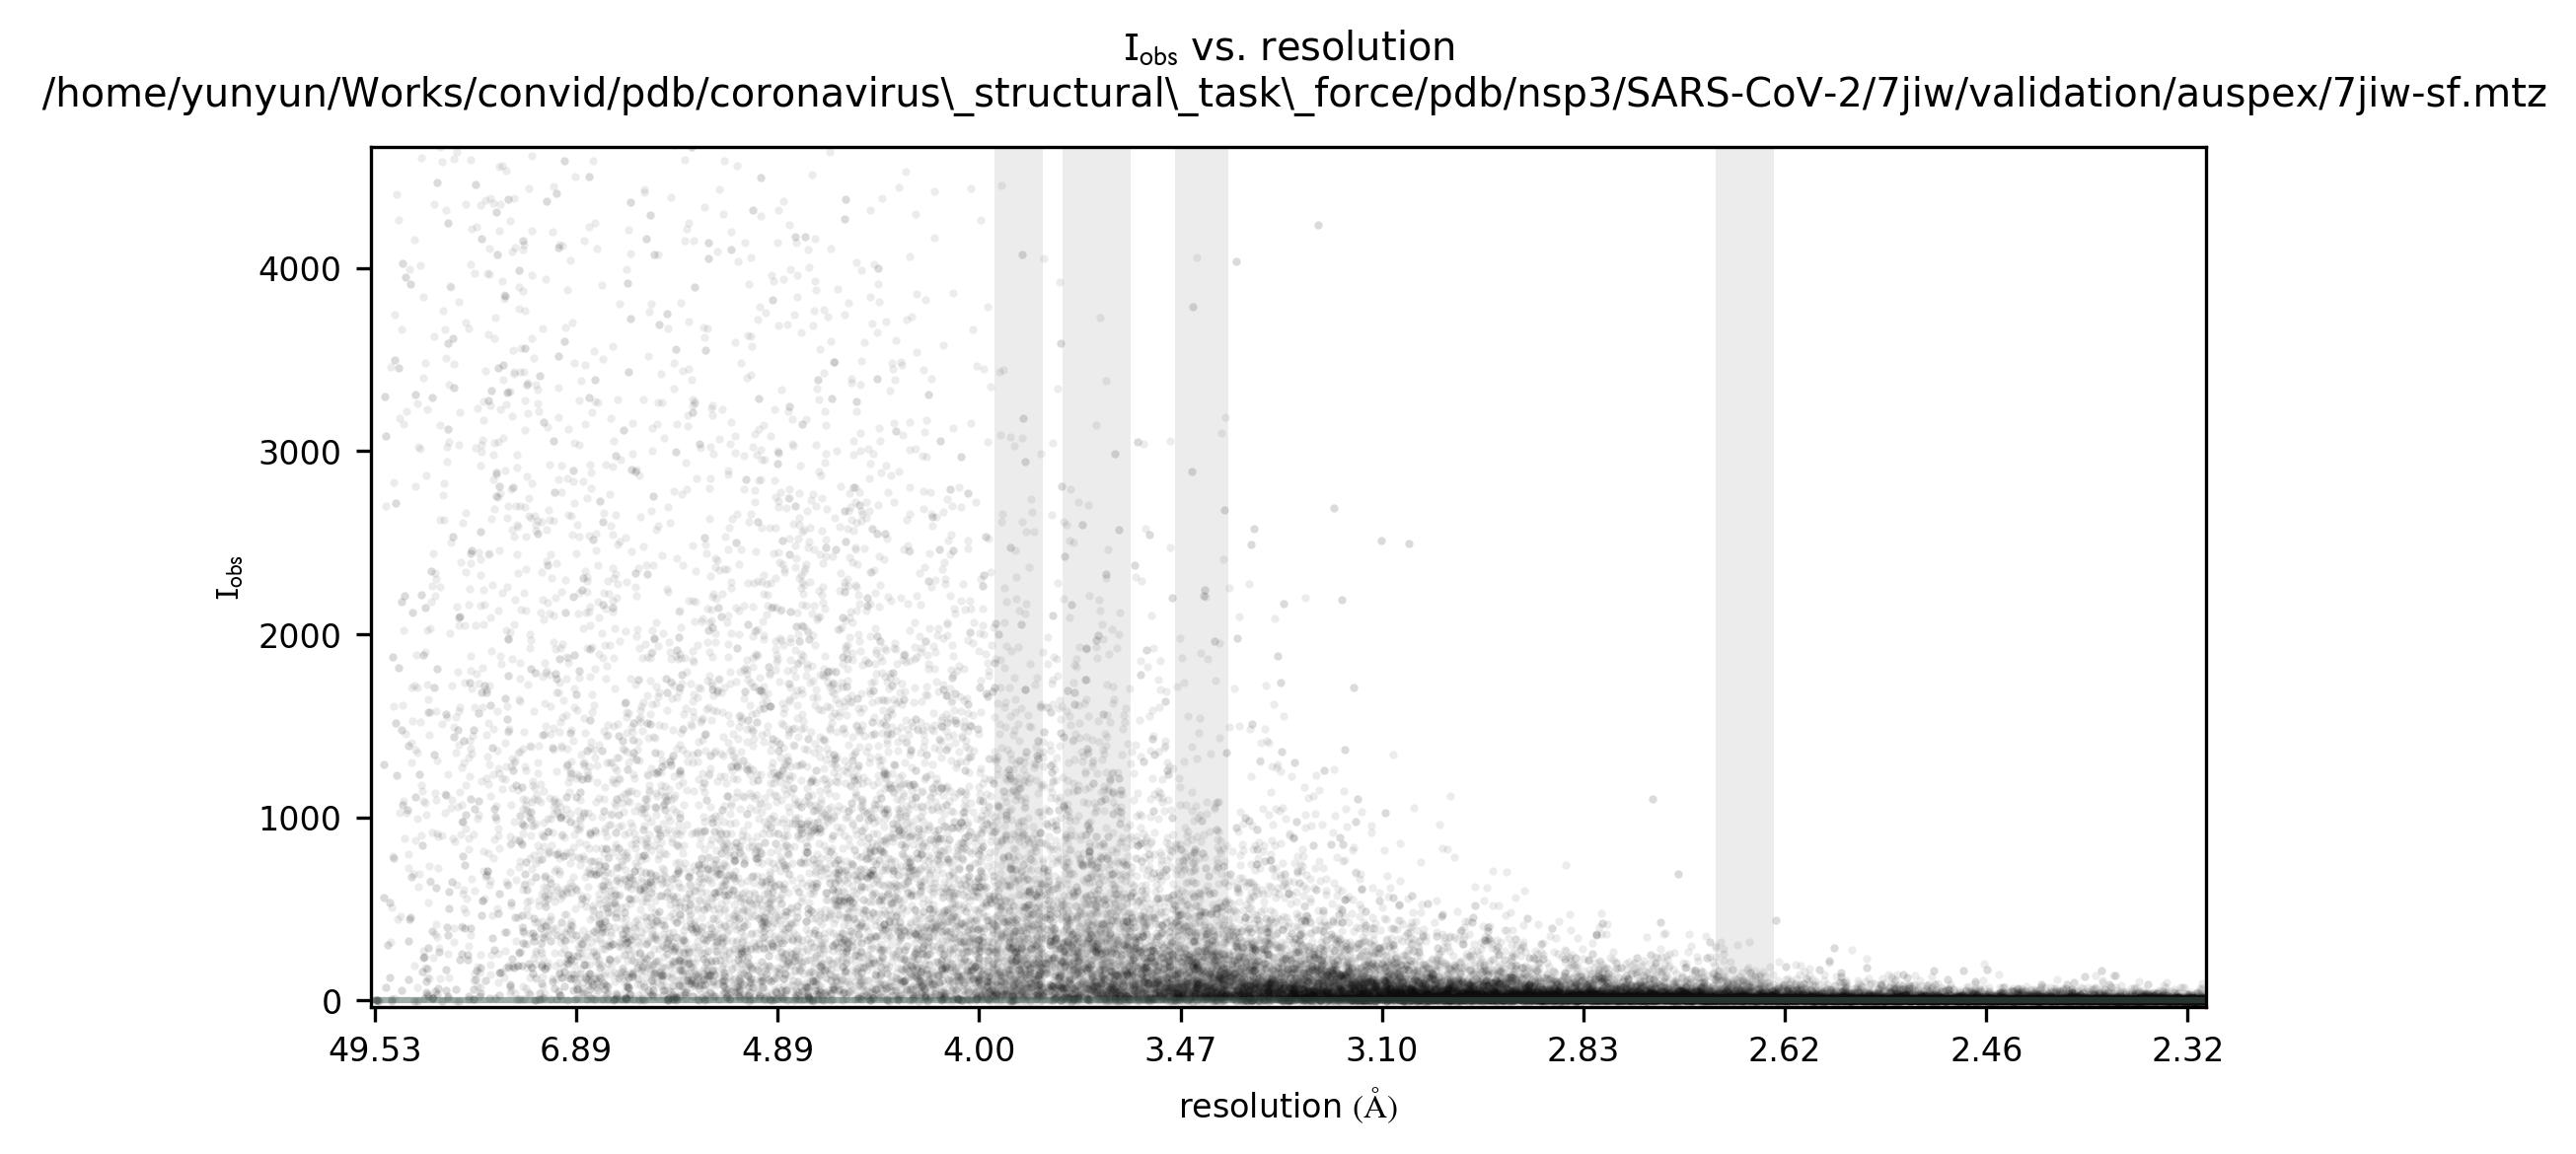 I_obs vs. resolution
/home/yunyun/Works/convid/pdb/coronavirus\_structural\_task\_force/pdb/nsp3/SARS-CoV-2/7jiw/validation/auspex/7jiw-sf.mtz
4000
3000
2000
1000
0
I_obs
49.53 6.89 4.89 4.00 3.47 3.10 2.83 2.62 2.46 2.32
resolution (Å)